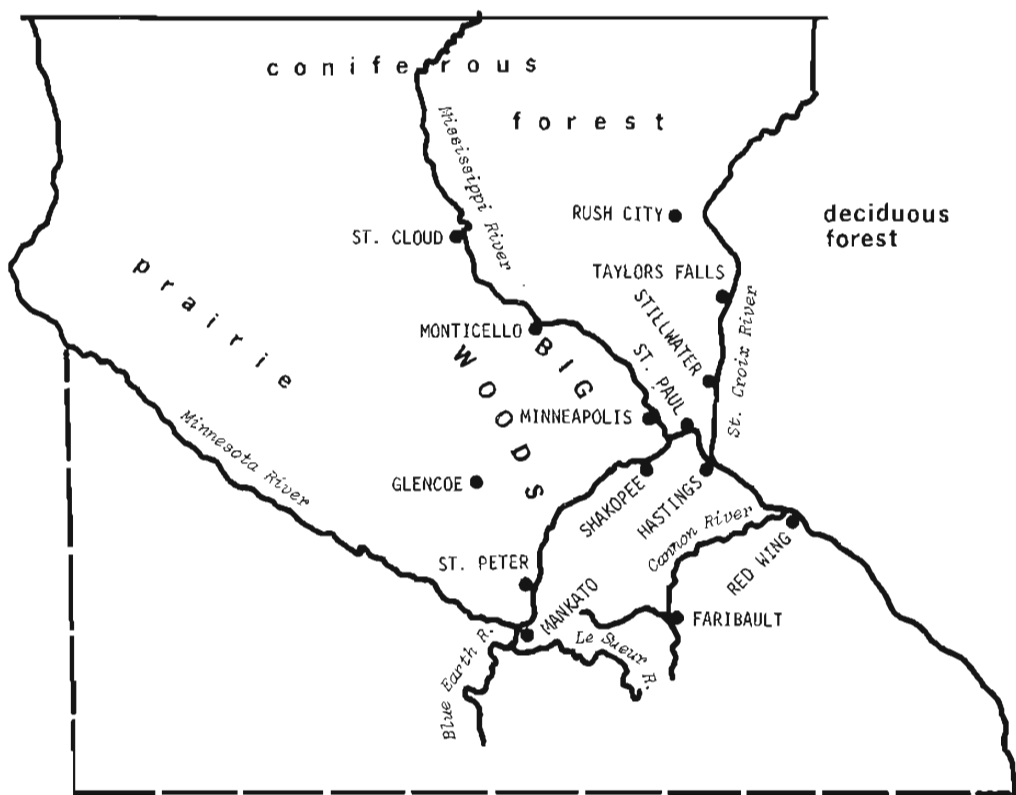 coniferous
forest
Mississippi River
RUSH CITY
deciduous
forest
ST. CLOUD
prairie
TAYLORS FALLS
STILLWATER
St. Croix River
MONTICELLO
BIG
WOODS
ST. PAUL
MINNEAPOLIS
Minnesota River
GLENCOE
SHAKOPEE
HASTINGS
Cannon River
RED WING
ST. PETER
MANKATO
FARIBAULT
Le Sueur R.
Blue Earth R.